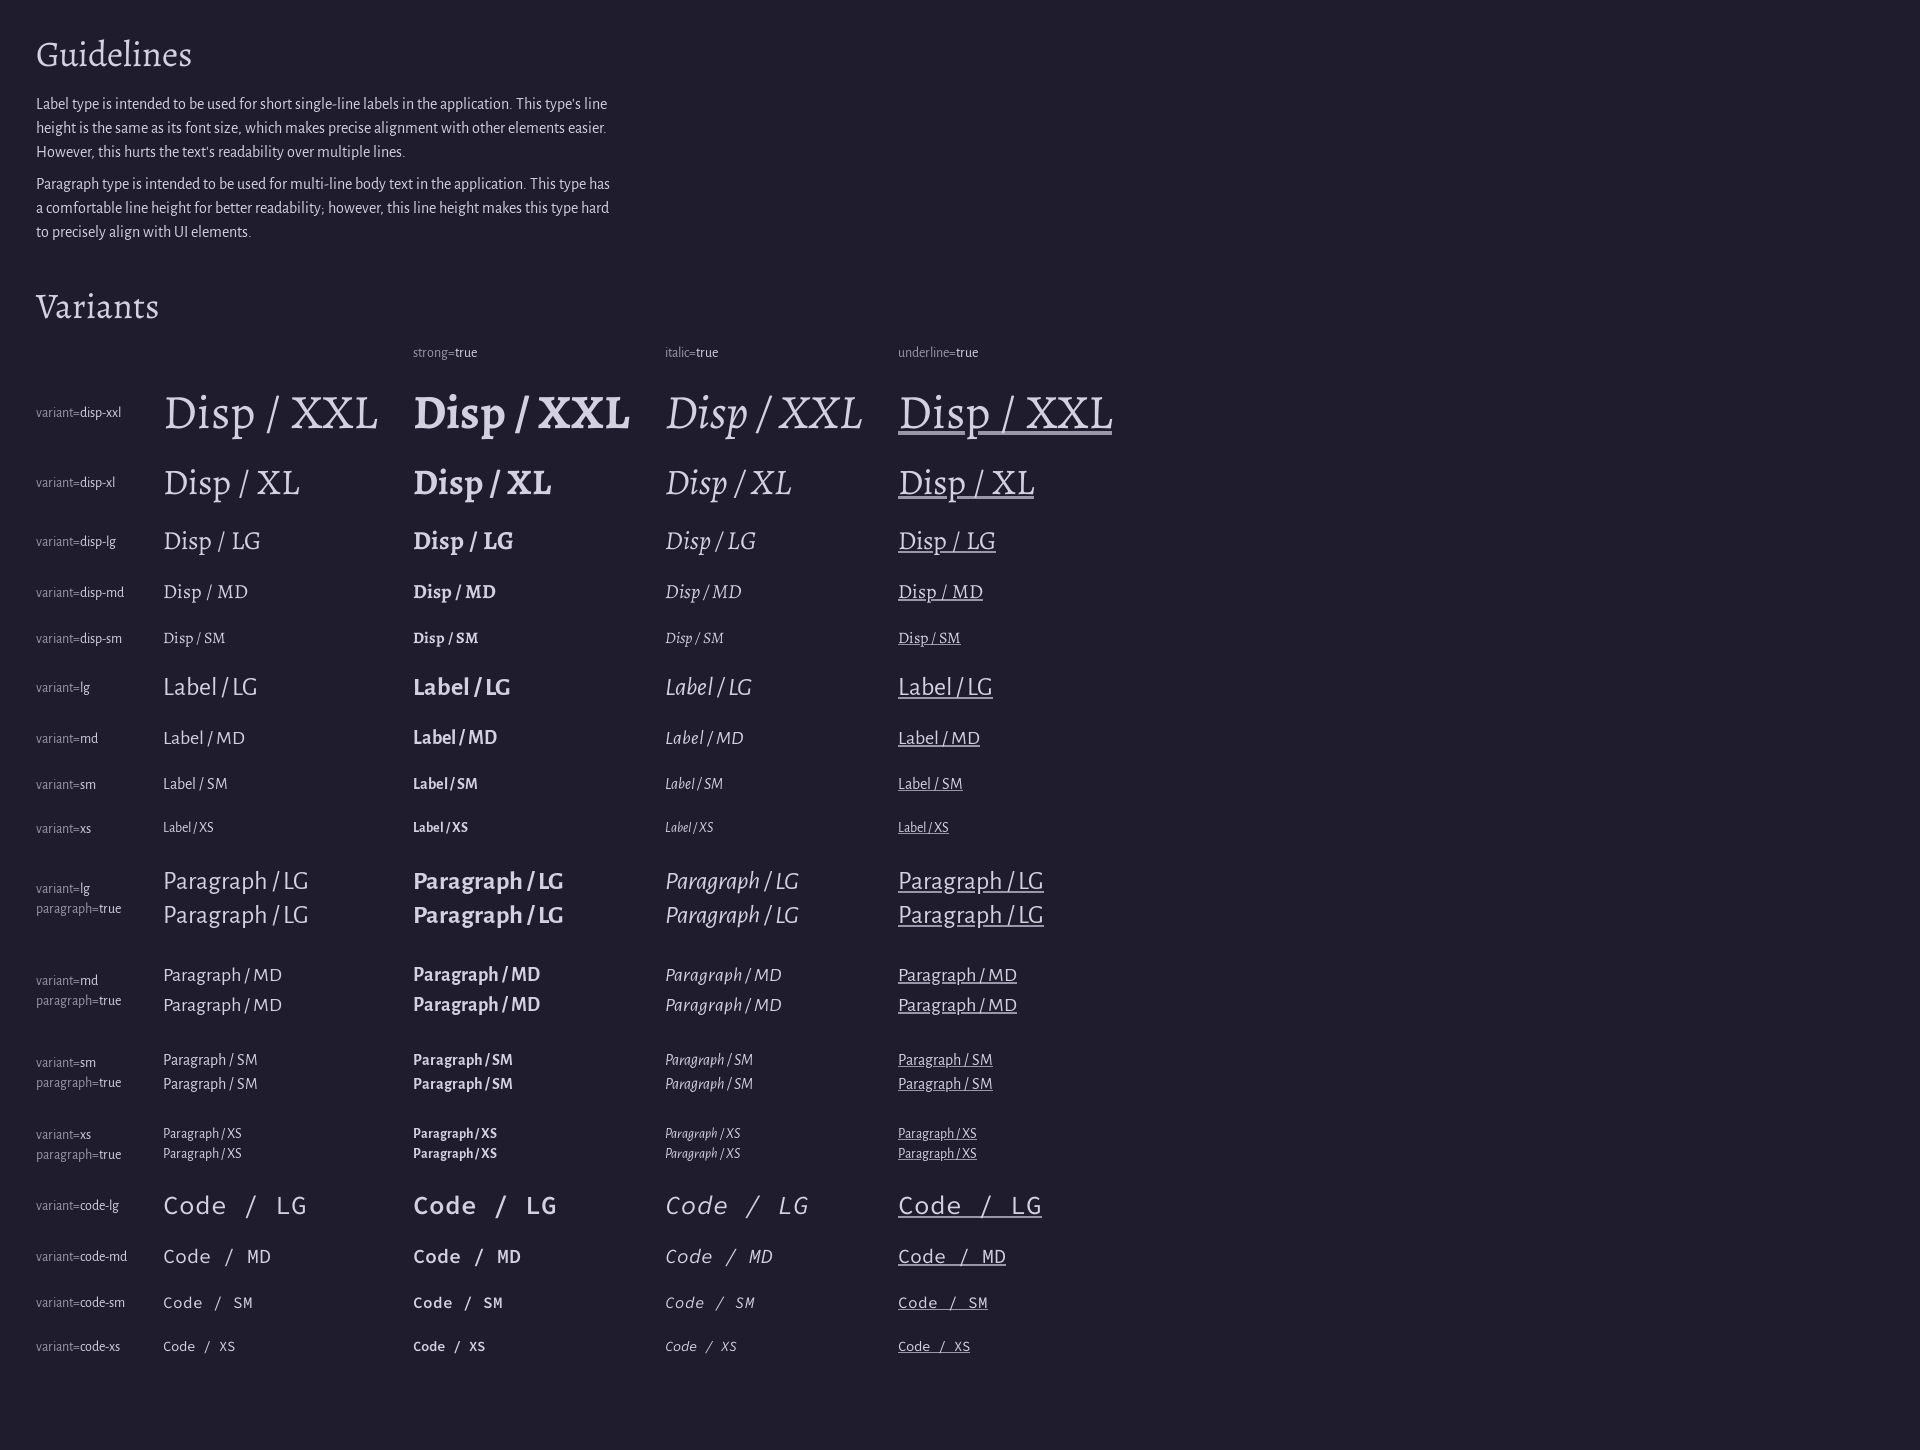 Guidelines
Label type is intended to be used for short single-line labels in the application. This type's line
height is the same as its font size, which makes precise alignment with other elements easier.
However, this hurts the text's readability over multiple lines.
Paragraph type is intended to be used for multi-line body text in the application. This type has
a comfortable line height for better readability; however, this line height makes this type hard
to precisely align with UI elements.
Variants
strong=true italic=true underline=true
variant=disp-xxl Disp / XXL Disp / XXL Disp / XXL Disp / XXL
variant=disp-xl Disp / XL Disp / XL Disp / XL Disp / XL
variant=disp-lg Disp / LG Disp / LG Disp / LG Disp / LG
variant=disp-md Disp / MD Disp / MD Disp / MD Disp / MD
variant=disp-sm Disp / SM Disp / SM Disp / SM Disp / SM
variant=lg Label / LG Label / LG Label / LG Label / LG
variant=md Label / MD Label / MD Label / MD Label / MD
variant=sm Label / SM Label / SM Label / SM Label / SM
variant=xs Label / XS Label / XS Label / XS Label / XS
variant=lg Paragraph / LG Paragraph / LG Paragraph / LG Paragraph / LG
paragraph=true Paragraph / LG Paragraph / LG Paragraph / LG Paragraph / LG
variant=md Paragraph / MD Paragraph / MD Paragraph / MD Paragraph / MD
paragraph=true Paragraph / MD Paragraph / MD Paragraph / MD Paragraph / MD
variant=sm Paragraph / SM Paragraph / SM Paragraph / SM Paragraph / SM
paragraph=true Paragraph / SM Paragraph / SM Paragraph / SM Paragraph / SM
variant=xs Paragraph / XS Paragraph / XS Paragraph / XS Paragraph / XS
paragraph=true Paragraph / XS Paragraph / XS Paragraph / XS Paragraph / XS
variant=code-lg Code / LG Code / LG Code / LG Code / LG
variant=code-md Code / MD Code / MD Code / MD Code / MD
variant=code-sm Code / SM Code / SM Code / SM Code / SM
variant=code-xs Code / XS Code / XS Code / XS Code / XS